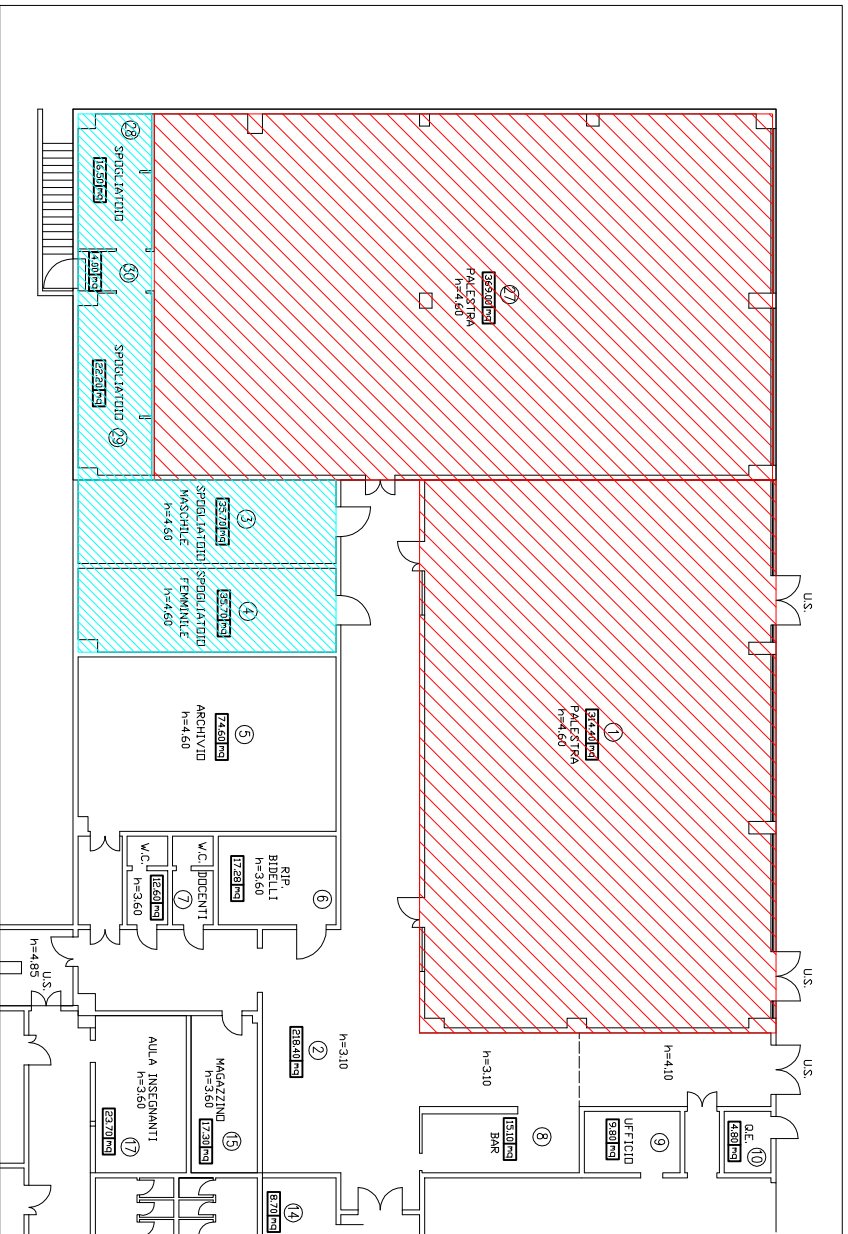 28
SPOGLIATOIO
16.50 mq
30
4.00 mq
SPOGLIATOIO
29
22.20 mq
27
369.00 mq
PALESTRA
h=4.60
3
35.70 mq
SPOGLIATOIO
MASCHILE
h=4.60
4
35.70 mq
SPOGLIATOIO
FEMMINILE
h=4.60
1
314.40 mq
PALESTRA
h=4.60
U.S.
U.S.
U.S.
5
74.60 mq
ARCHIVIO
h=4.60
6
RIP.
BIDELLI
h=3.60
17.28 mq
W.C. DOCENTI
7
W.C.
12.60 mq
h=3.60
U.S.
h=4.85
h=3.10
2
218.40 mq
h=3.10
h=4.10
MAGAZZINO
h=3.60
15
17.30 mq
AULA INSEGNANTI
h=3.60
17
23.70 mq
8
15.10 mq
BAR
9
UFFICIO
9.80 mq
Q.E.
10
4.80 mq
14
8.70 mq